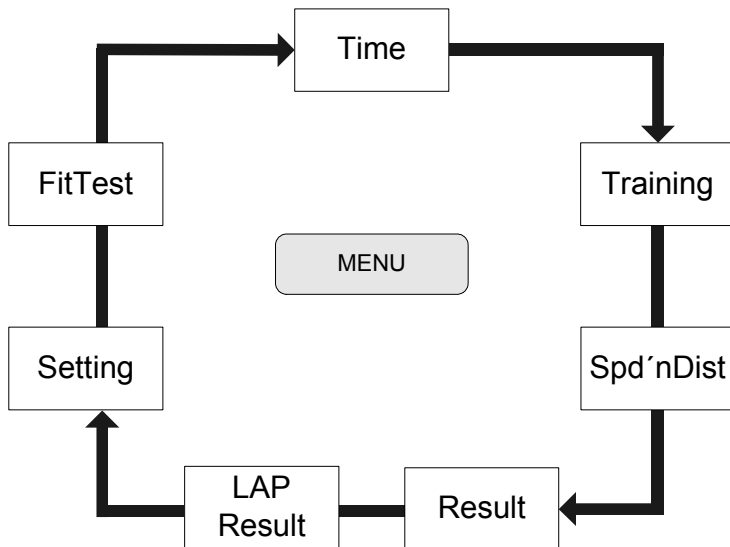 Time
FitTest
Training
MENU
Setting
Spd´nDist
LAP
Result
Result